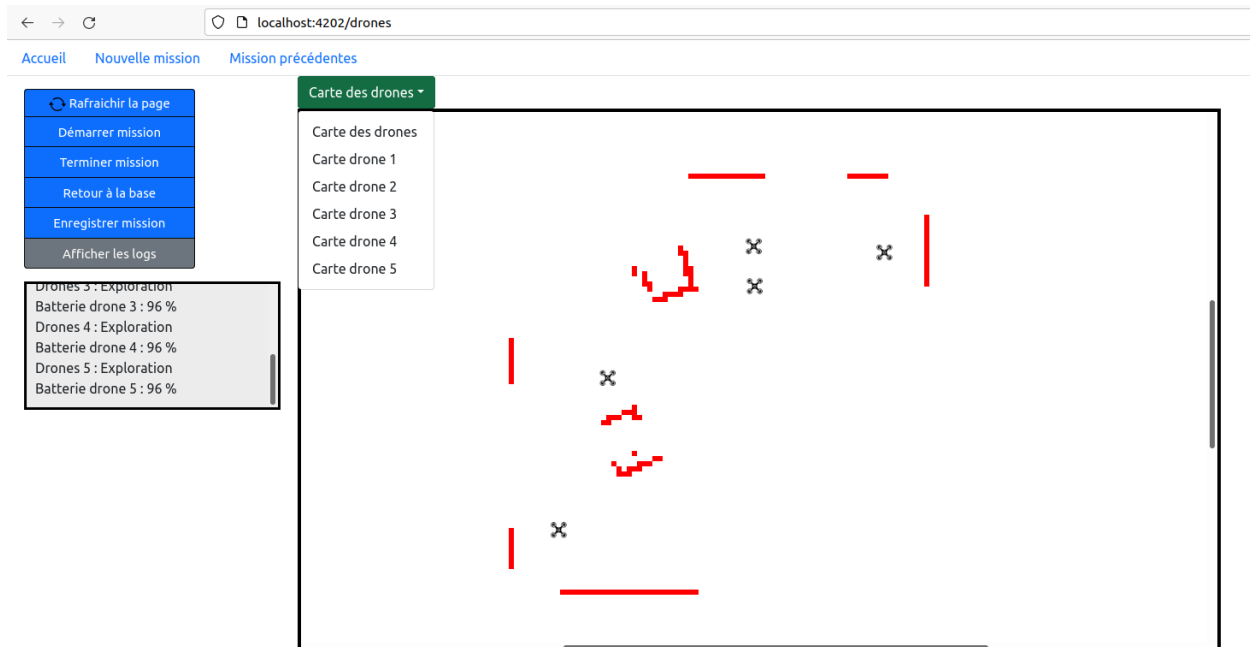 localhost:4202/drones
Accueil Nouvelle mission Mission précédentes
Rafraichir la page
Démarrer mission
Terminer mission
Retour à la base
Enregistrer mission
Afficher les logs
Drones 3 : Exploration
Batterie drone 3 : 96 %
Drones 4 : Exploration
Batterie drone 4 : 96 %
Drones 5 : Exploration
Batterie drone 5 : 96 %
Carte des drones
Carte des drones
Carte drone 1
Carte drone 2
Carte drone 3
Carte drone 4
Carte drone 5